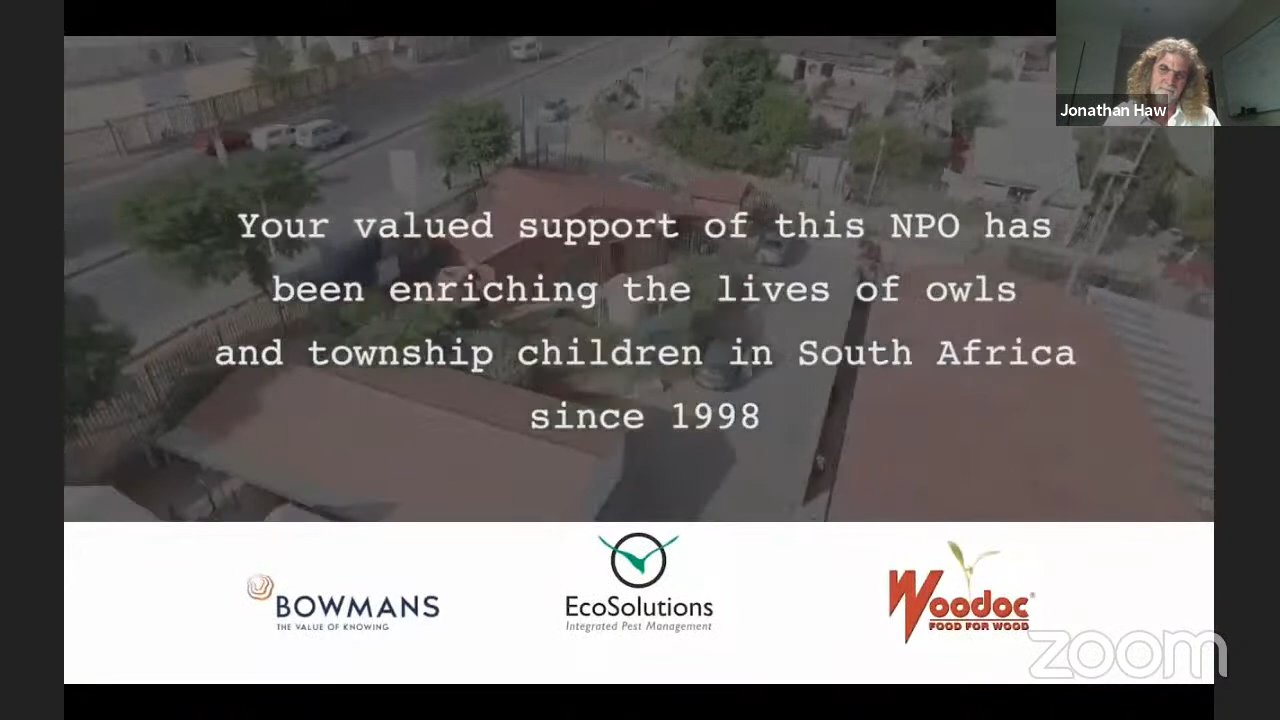 Jonathan Haw
Your valued support of this NPO has
been enriching the lives of owls
and township children in South Africa
since 1998
BOWMANS
THE VALUE OF KNOWING
EcoSolutions
Integrated Pest Management
Woodoc®
FOOD FOR WOOD
zoom